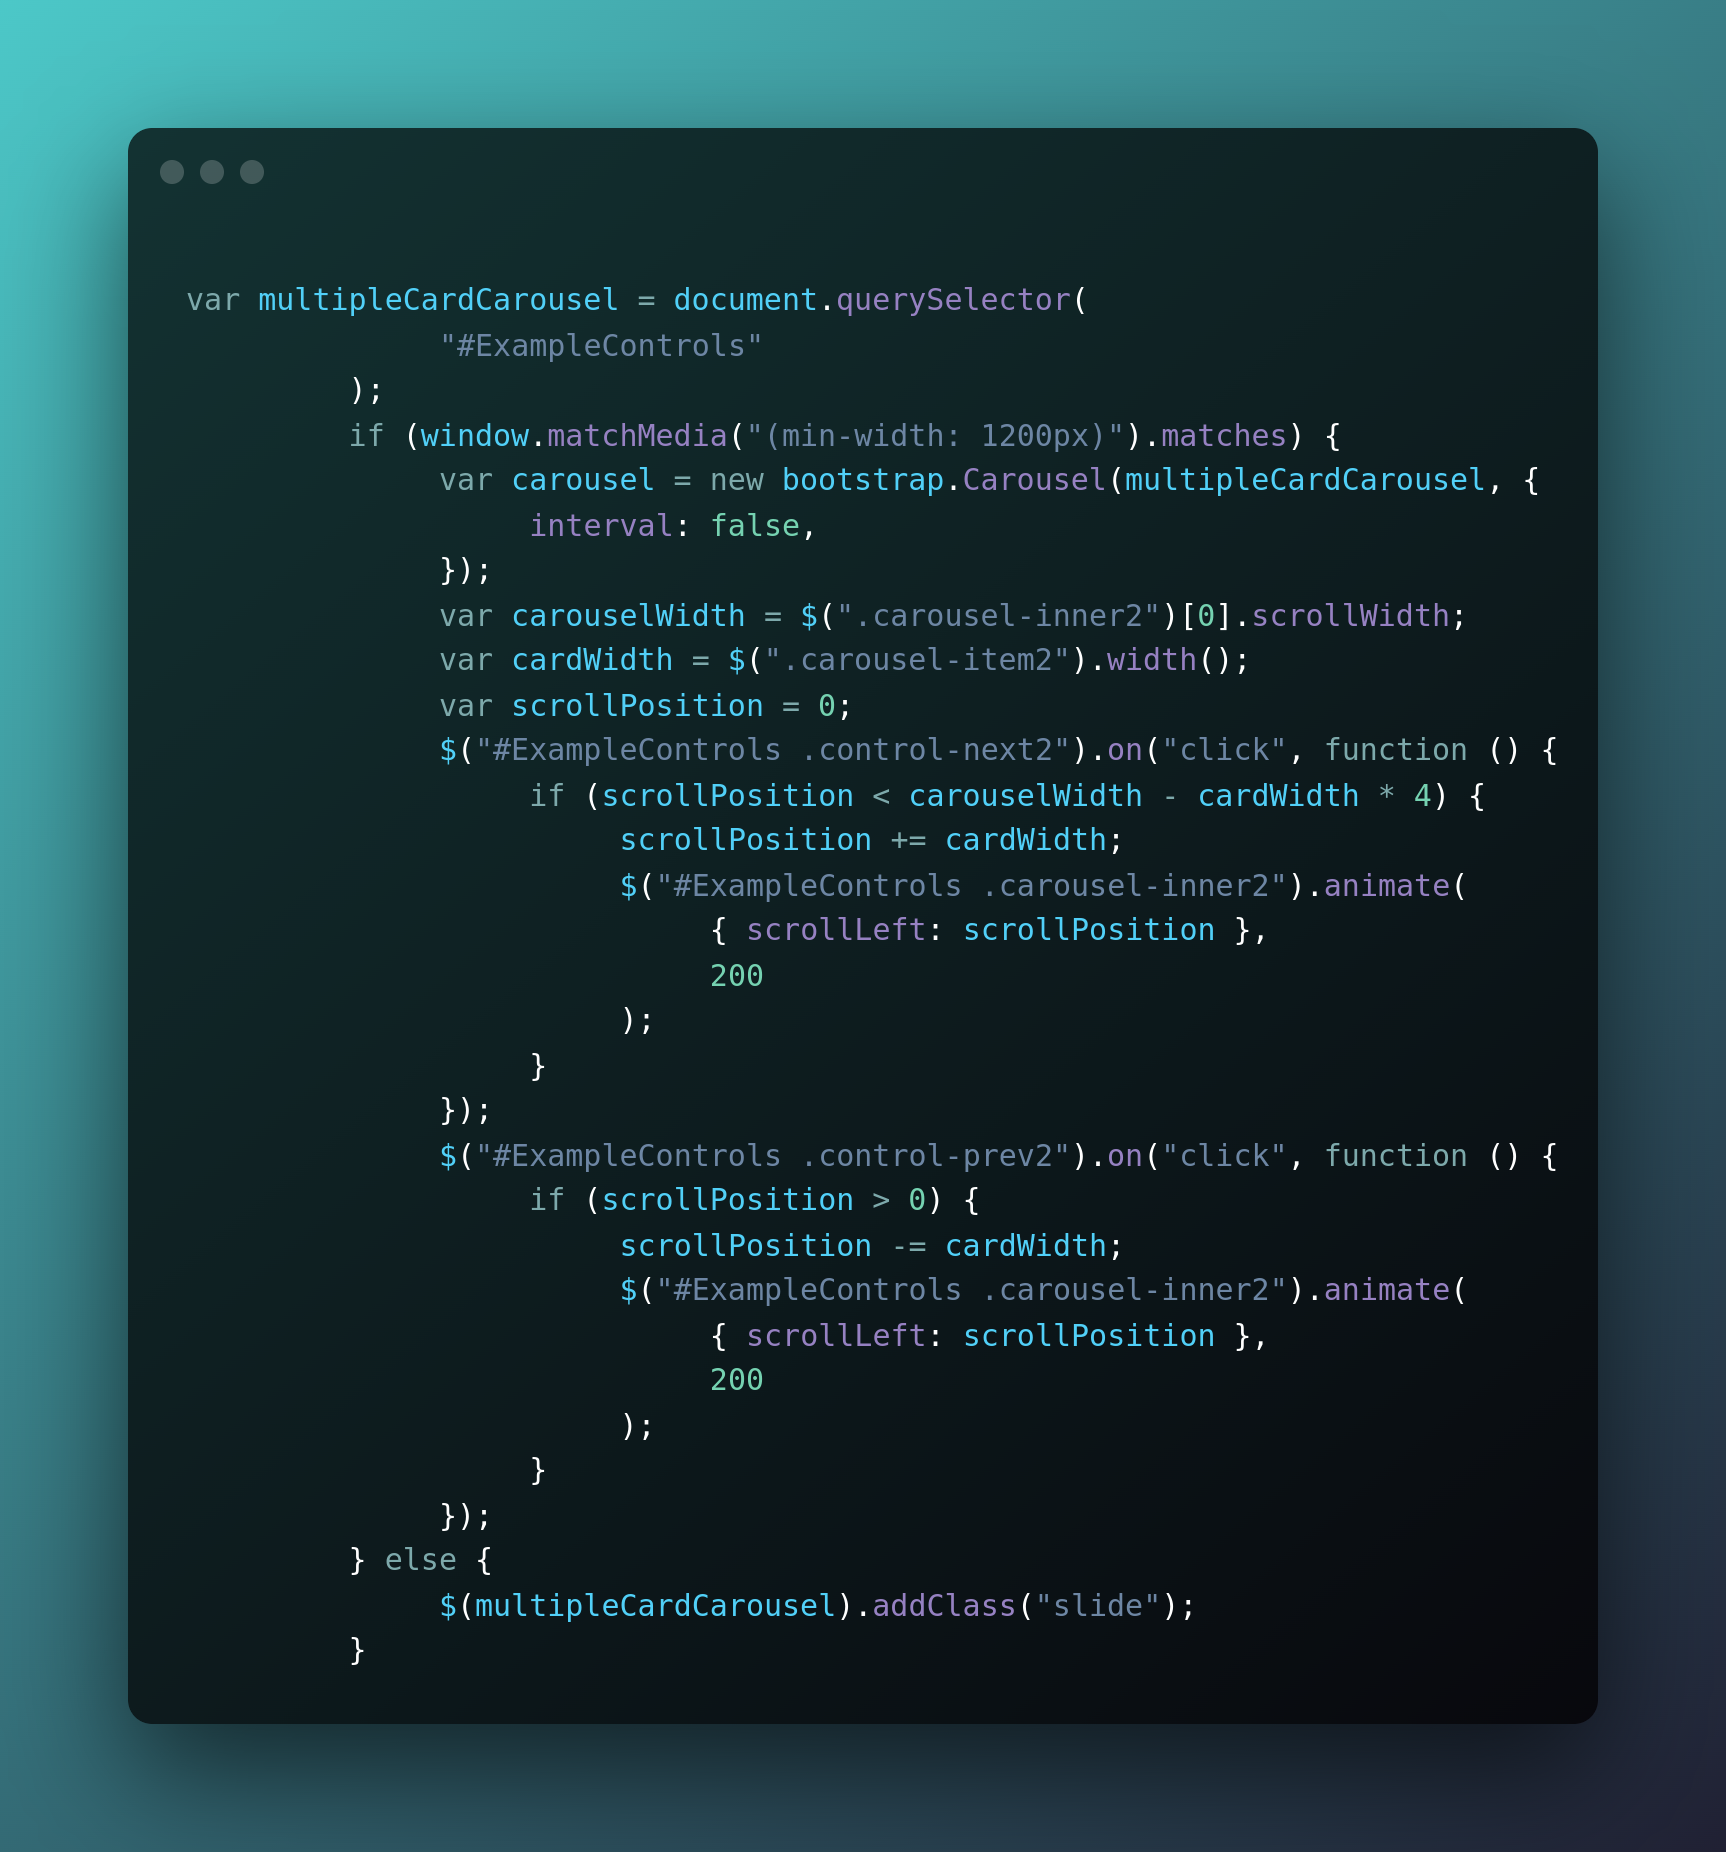 var multipleCardCarousel = document.querySelector(
              "#ExampleControls"
         );
         if (window.matchMedia("(min-width: 1200px)").matches) {
              var carousel = new bootstrap.Carousel(multipleCardCarousel, {
                   interval: false,
              });
              var carouselWidth = $(".carousel-inner2")[0].scrollWidth;
              var cardWidth = $(".carousel-item2").width();
              var scrollPosition = 0;
              $("#ExampleControls .control-next2").on("click", function () {
                   if (scrollPosition < carouselWidth - cardWidth * 4) {
                        scrollPosition += cardWidth;
                        $("#ExampleControls .carousel-inner2").animate(
                             { scrollLeft: scrollPosition },
                             200
                        );
                   }
              });
              $("#ExampleControls .control-prev2").on("click", function () {
                   if (scrollPosition > 0) {
                        scrollPosition -= cardWidth;
                        $("#ExampleControls .carousel-inner2").animate(
                             { scrollLeft: scrollPosition },
                             200
                        );
                   }
              });
         } else {
              $(multipleCardCarousel).addClass("slide");
         }